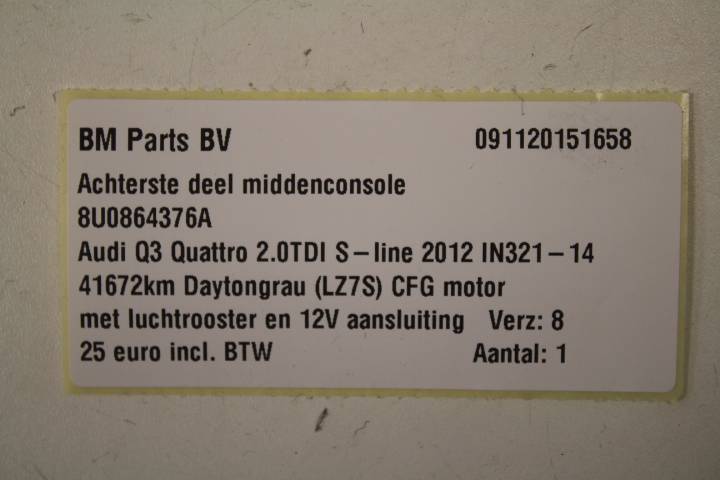 BM Parts BV 091120151658
Achterste deel middenconsole
8U0864376A
Audi Q3 Quattro 2.0TDI S-line 2012 IN321-14
41672km Daytongrau (LZ7S) CFG motor
met luchtrooster en 12V aansluiting Verz: 8
25 euro incl. BTW Aantal: 1